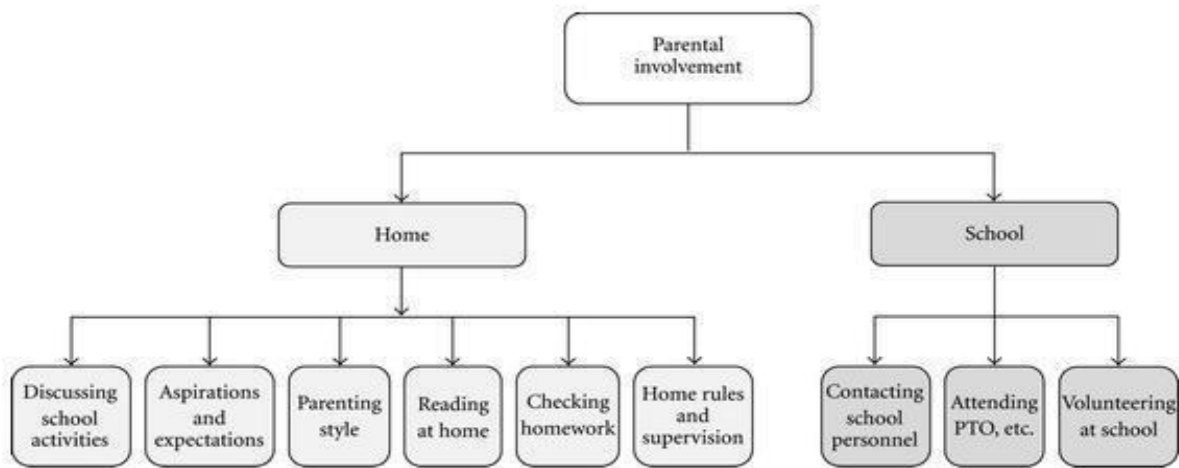 Parental
involvement
Home
School
Discussing
school
activities
Aspirations
and
expectations
Parenting
style
Reading
at home
Checking
homework
Home rules
and
supervision
Contacting
school
personnel
Attending
PTO, etc.
Volunteering
at school